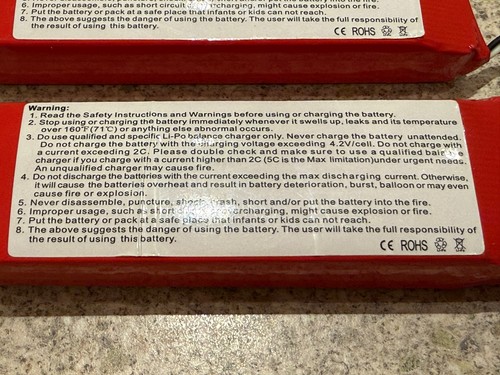 6. Improper usage, such as short circuit charging, might cause explosion or fire.
7. Put the battery or pack at a safe place that infants or kids can not reach.
8. The above suggests the danger of using the battery. The user will take the full responsibility of
the result of using this battery.
CE ROHS
Warning:
1. Read the Safety Instructions and Warnings before using or charging the battery.
2. Stop using or charging the battery immediately whenever it swells up, leaks and its temperature
over 160°F(71℃) or anything else abnormal occurs.
3. Do use qualified and specific Li-Po balance charger only. Never charge the battery unattended.
Do not charge the battery with the charging voltage exceeding 4.2V/cell. Do not charge with
a current exceeding 2C. Please double check and make sure to use a qualified balance
charger if you charge with a current higher than 2C (5C is the Max limitation)under urgent needs.
An unqualified charger may cause fire.
4. Do not discharge the batteries with the current exceeding the max discharging current. Otherwise,
it will cause the batteries overheated and result battery deterioration, burst, balloon or may even
cause fire or explosion.
5. Never disassemble, puncture, shock, crash, short and/or put the battery into the fire.
6. Improper usage, such as short charging, might cause explosion or fire.
7. Put the battery or pack at a safe place that infants or kids can not reach.
8. The above suggests the danger of using the battery. The user will take the full responsibility of
the result of using this battery.
CE ROHS